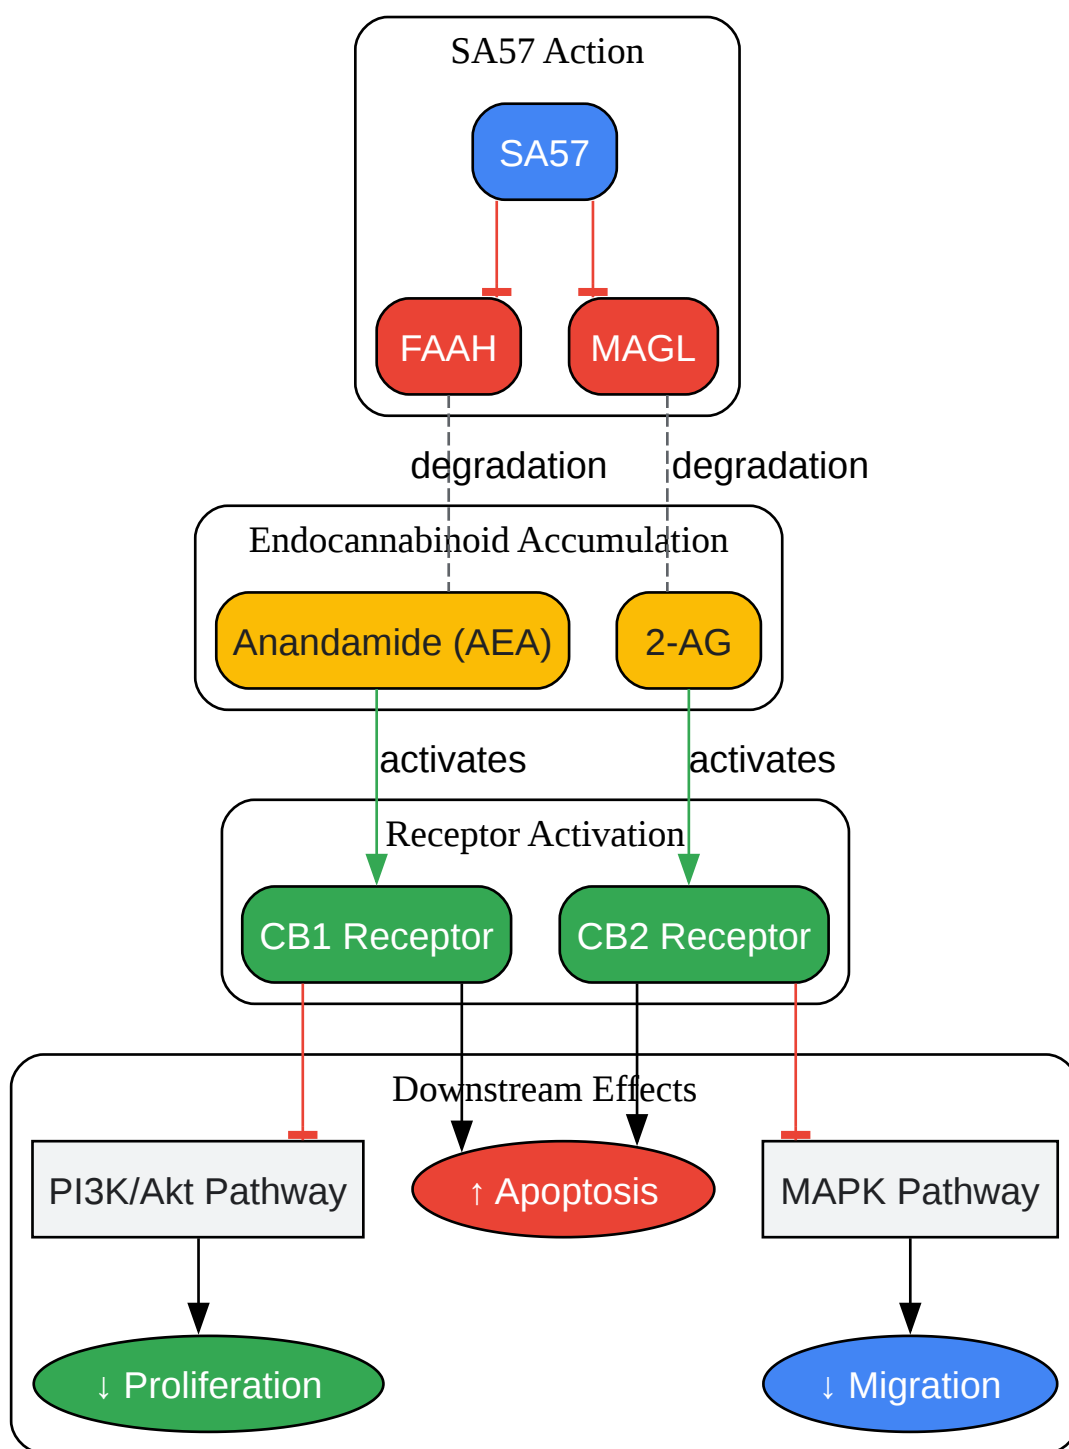 SA57 Action
SA57
FAAH
MAGL
degradation
degradation
Endocannabinoid Accumulation
Anandamide (AEA)
2-AG
activates
activates
Receptor Activation
CB1 Receptor
CB2 Receptor
Downstream Effects
PI3K/Akt Pathway
↑ Apoptosis
MAPK Pathway
↓ Proliferation
↓ Migration